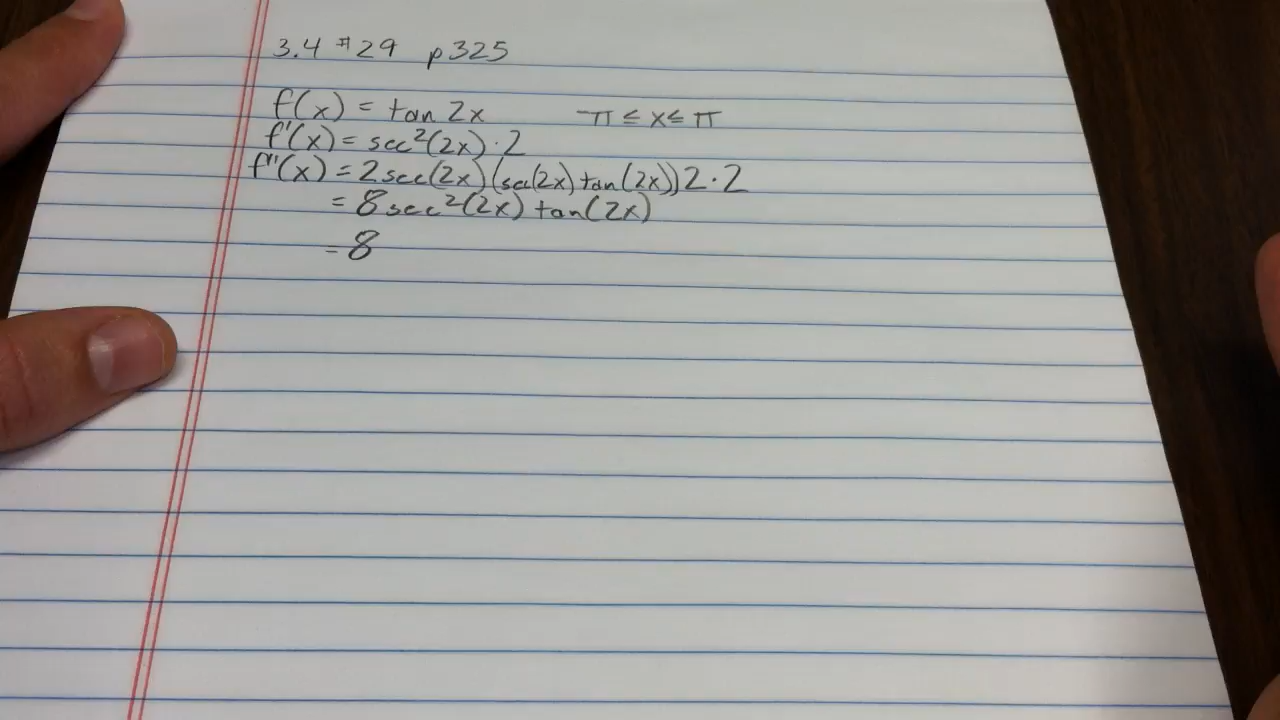 3.4 #29 p325
f(x) = tan 2x -π ≤ x ≤ π
f'(x) = sec²(2x)·2
f''(x) = 2sec(2x)(sec(2x)tan(2x))2·2
= 8sec²(2x)tan(2x)
= 8